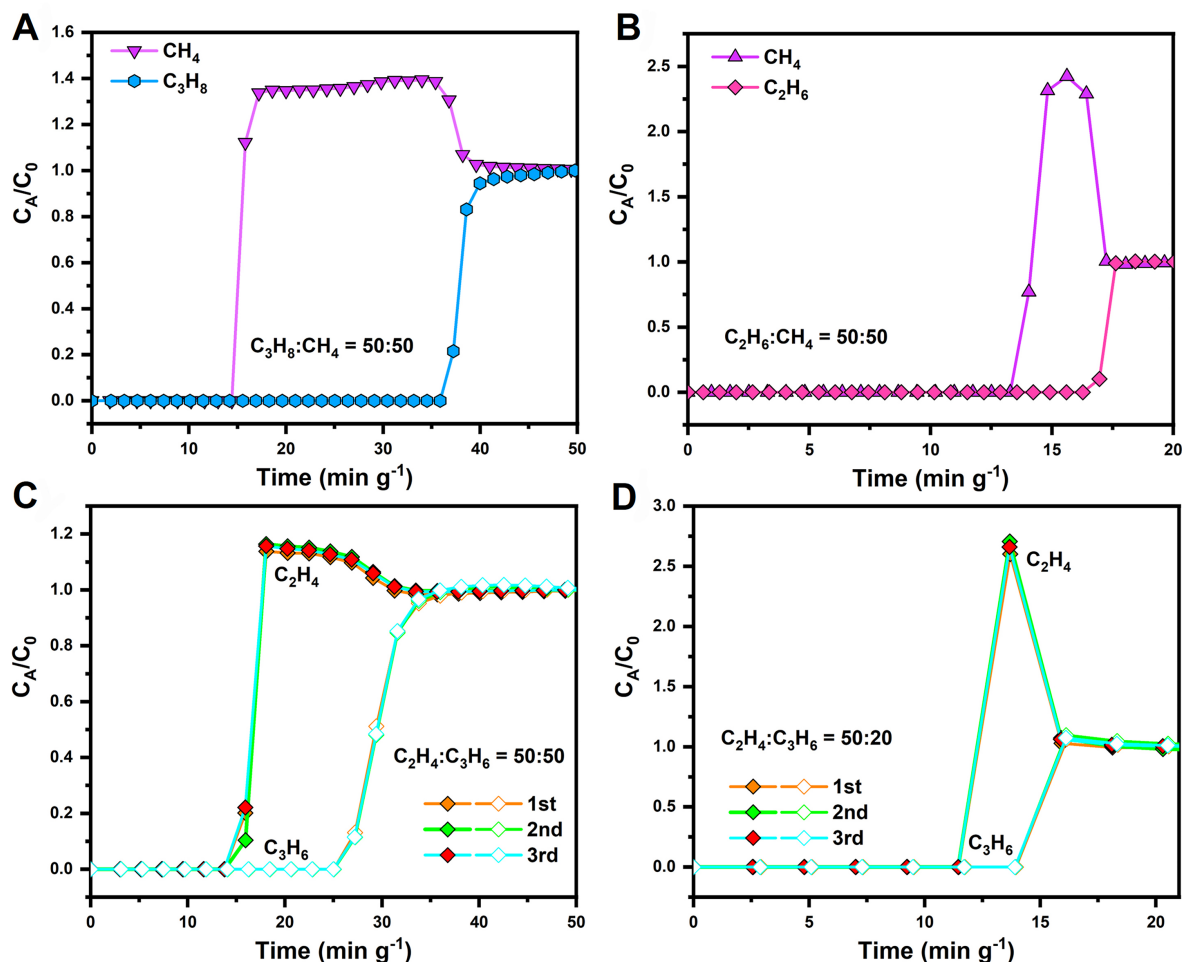 A
CH₄
C₃H₈
C₃H₈:CH₄ = 50:50
C_A/C₀
1.6
1.4
1.2
1.0
0.8
0.6
0.4
0.2
0.0
0 10 20 30 40 50
Time (min g⁻¹)
B
CH₄
C₂H₆
C₂H₆:CH₄ = 50:50
C_A/C₀
2.5
2.0
1.5
1.0
0.5
0.0
0 5 10 15 20
Time (min g⁻¹)
C
C₂H₄
C₂H₄:C₃H₆ = 50:50
1st
2nd
3rd
C₃H₆
C_A/C₀
1.2
1.0
0.8
0.6
0.4
0.2
0.0
0 10 20 30 40 50
Time (min g⁻¹)
D
C₂H₄
C₂H₄:C₃H₆ = 50:20
1st
2nd
3rd
C₃H₆
C_A/C₀
3.0
2.5
2.0
1.5
1.0
0.5
0.0
0 5 10 15 20
Time (min g⁻¹)